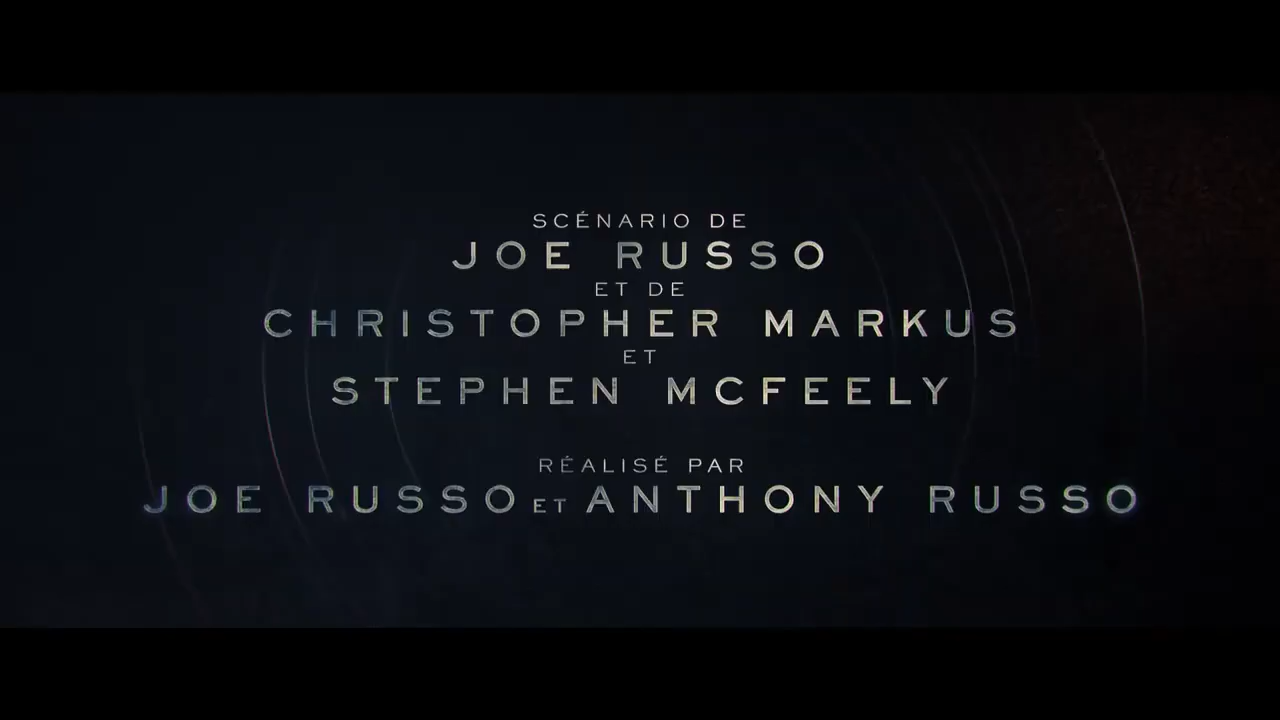 SCÉNARIO DE
JOE RUSSO
ET DE
CHRISTOPHER MARKUS
ET
STEPHEN MCFEELY
RÉALISÉ PAR
JOE RUSSO ET ANTHONY RUSSO